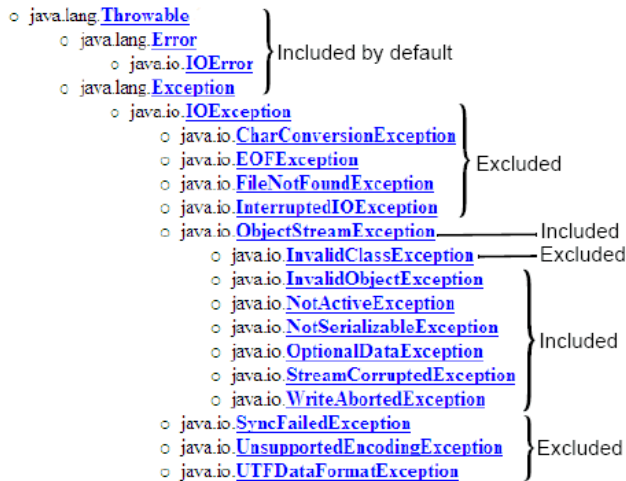 java.lang.Throwable
java.lang.Error
java.io.IOError
java.lang.Exception
Included by default
java.io.IOException
java.io.CharConversionException
java.io.EOFException
java.io.FileNotFoundException
java.io.InterruptedIOException
Excluded
java.io.ObjectStreamException Included
java.io.InvalidClassException Excluded
java.io.InvalidObjectException
java.io.NotActiveException
java.io.NotSerializableException
java.io.OptionalDataException
java.io.StreamCorruptedException
java.io.WriteAbortedException
Included
java.io.SyncFailedException
java.io.UnsupportedEncodingException
java.io.UTFDataFormatException
Excluded